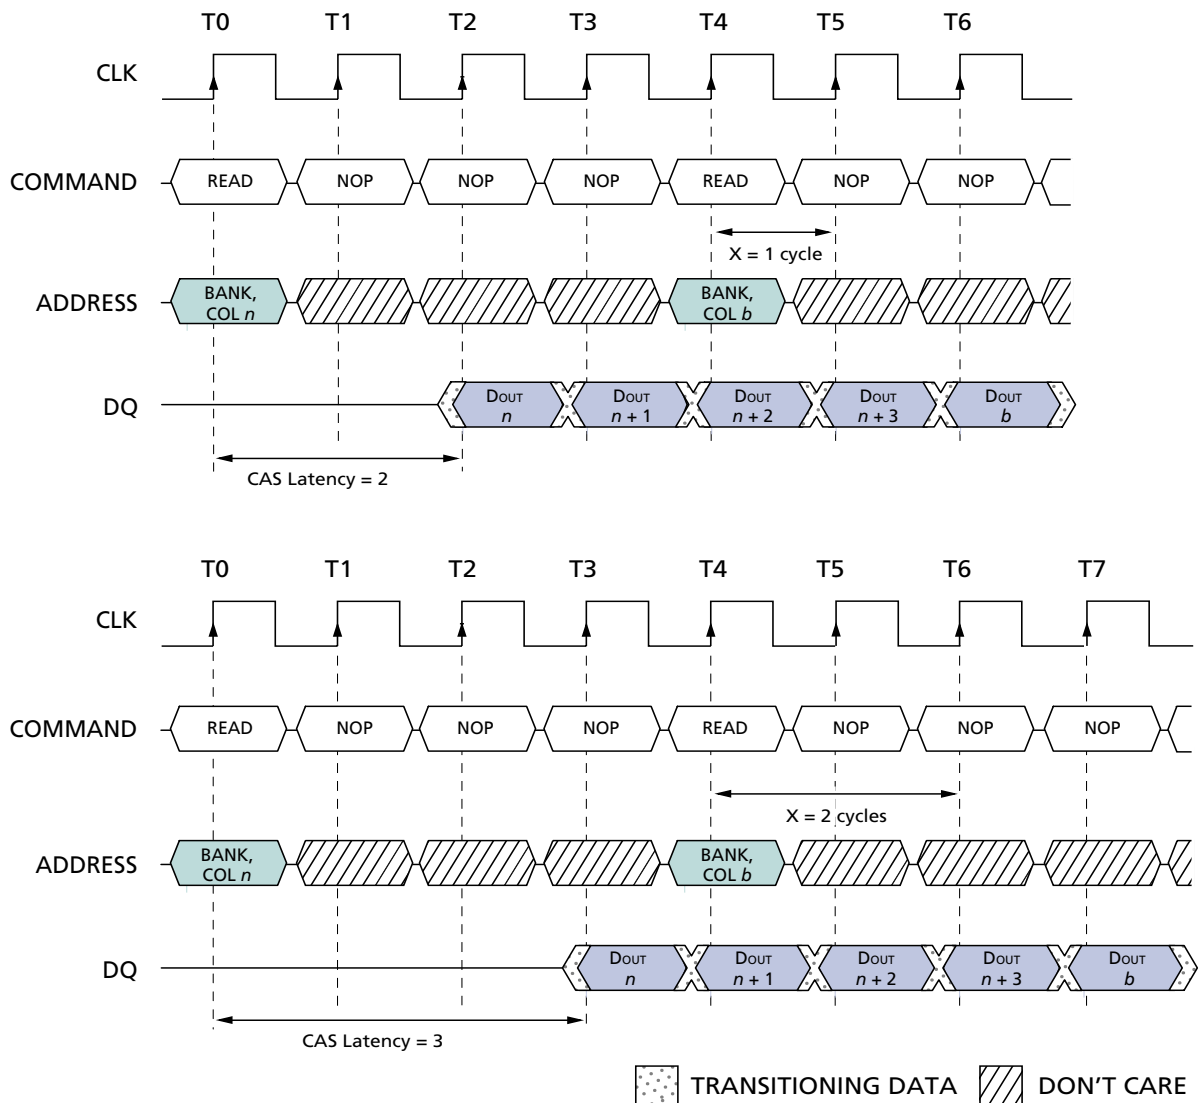 T0 T1 T2 T3 T4 T5 T6
CLK
COMMAND READ NOP NOP NOP READ NOP NOP
X = 1 cycle
ADDRESS BANK, COL n BANK, COL b
DQ DOUT n DOUT n + 1 DOUT n + 2 DOUT n + 3 DOUT b
CAS Latency = 2
T0 T1 T2 T3 T4 T5 T6 T7
CLK
COMMAND READ NOP NOP NOP READ NOP NOP NOP
X = 2 cycles
ADDRESS BANK, COL n BANK, COL b
DQ DOUT n DOUT n + 1 DOUT n + 2 DOUT n + 3 DOUT b
CAS Latency = 3
TRANSITIONING DATA DON'T CARE